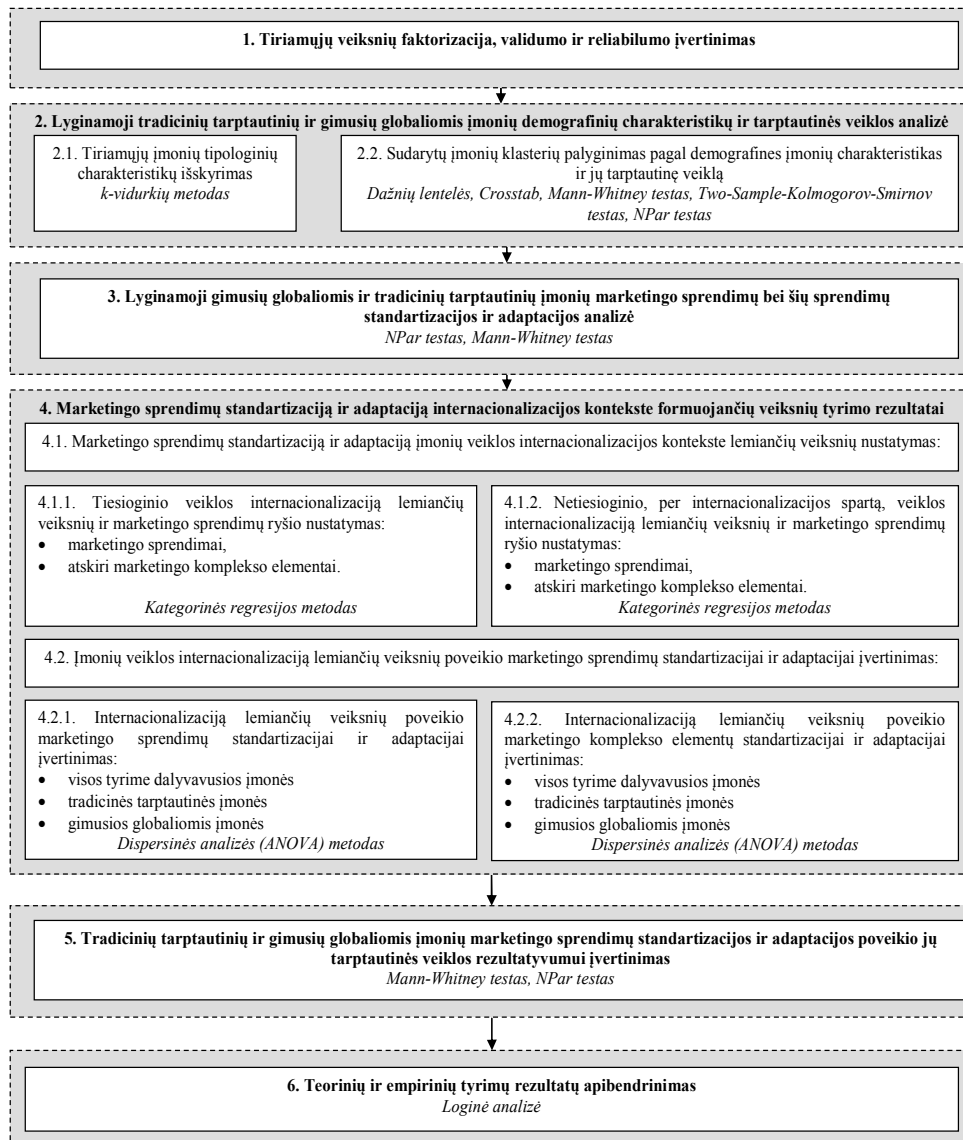 1. Tiriamųjų veiksnių faktorizacija, validumo ir reliabilumo įvertinimas
2. Lyginamoji tradicinių tarptautinių ir gimusių globaliomis įmonių demografinių charakteristikų ir tarptautinės veiklos analizė
2.1. Tiriamųjų įmonių tipologinių
charakteristikų išskyrimas
k-vidurkių metodas
2.2. Sudarytų įmonių klasterių palyginimas pagal demografines įmonių charakteristikas
ir jų tarptautinę veiklą
Dažnių lentelės, Crosstab, Mann-Whitney testas, Two-Sample-Kolmogorov-Smirnov
testas, NPar testas
3. Lyginamoji gimusių globaliomis ir tradicinių tarptautinių įmonių marketingo sprendimų bei šių sprendimų
standartizacijos ir adaptacijos analizė
NPar testas, Mann-Whitney testas
4. Marketingo sprendimų standartizaciją ir adaptaciją internacionalizacijos kontekste formuojančių veiksnių tyrimo rezultatai
4.1. Marketingo sprendimų standartizaciją ir adaptaciją įmonių veiklos internacionalizacijos kontekste lemiančių veiksnių nustatymas:
4.1.1. Tiesioginio veiklos internacionalizaciją lemiančių
veiksnių ir marketingo sprendimų ryšio nustatymas:
• marketingo sprendimai,
• atskiri marketingo komplekso elementai.
Kategorinės regresijos metodas
4.1.2. Netiesioginio, per internacionalizacijos spartą, veiklos
internacionalizaciją lemiančių veiksnių ir marketingo sprendimų
ryšio nustatymas:
• marketingo sprendimai,
• atskiri marketingo komplekso elementai.
Kategorinės regresijos metodas
4.2. Įmonių veiklos internacionalizaciją lemiančių veiksnių poveikio marketingo sprendimų standartizacijai ir adaptacijai įvertinimas:
4.2.1. Internacionalizaciją lemiančių veiksnių poveikio
marketingo sprendimų standartizacijai ir adaptacijai
įvertinimas:
• visos tyrime dalyvavusios įmonės
• tradicinės tarptautinės įmonės
• gimusios globaliomis įmonės
Dispersinės analizės (ANOVA) metodas
4.2.2. Internacionalizaciją lemiančių veiksnių poveikio
marketingo komplekso elementų standartizacijai ir adaptacijai
įvertinimas:
• visos tyrime dalyvavusios įmonės
• tradicinės tarptautinės įmonės
• gimusios globaliomis įmonės
Dispersinės analizės (ANOVA) metodas
5. Tradicinių tarptautinių ir gimusių globaliomis įmonių marketingo sprendimų standartizacijos ir adaptacijos poveikio jų
tarptautinės veiklos rezultatyvumui įvertinimas
Mann-Whitney testas, NPar testas
6. Teorinių ir empirinių tyrimų rezultatų apibendrinimas
Loginė analizė